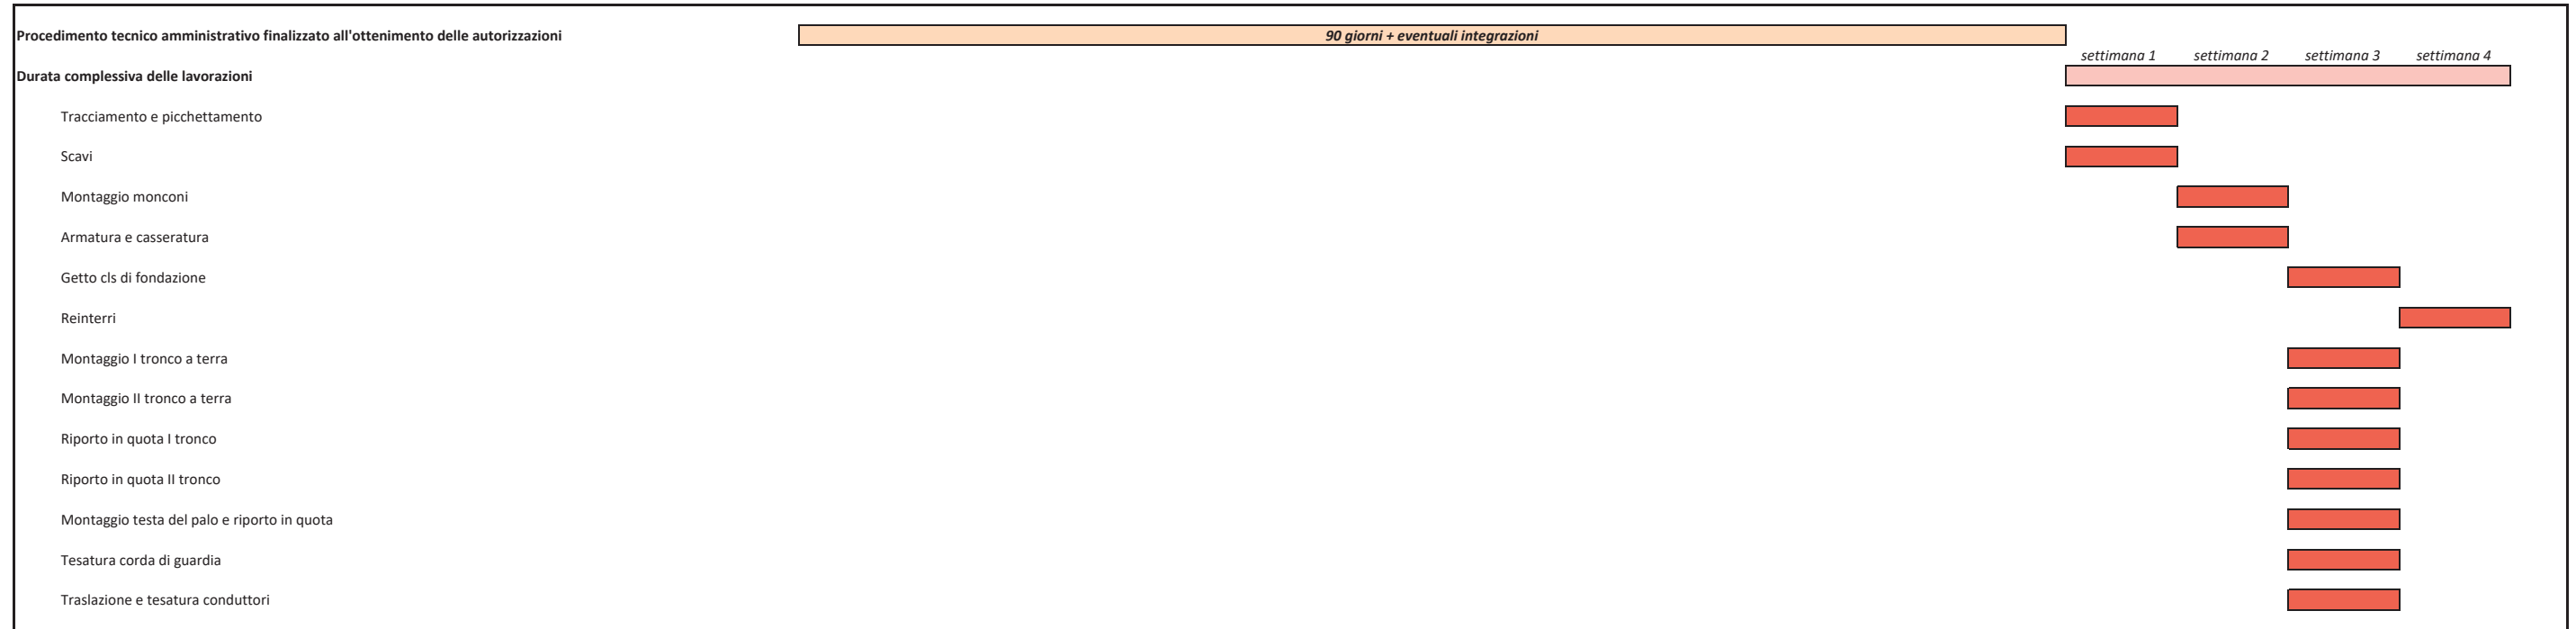 Procedimento tecnico amministrativo finalizzato all'ottenimento delle autorizzazioni
90 giorni + eventuali integrazioni
settimana 1 settimana 2 settimana 3 settimana 4
Durata complessiva delle lavorazioni
Tracciamento e picchettamento
Scavi
Montaggio monconi
Armatura e casseratura
Getto cls di fondazione
Reinterri
Montaggio I tronco a terra
Montaggio II tronco a terra
Riporto in quota I tronco
Riporto in quota II tronco
Montaggio testa del palo e riporto in quota
Tesatura corda di guardia
Traslazione e tesatura conduttori